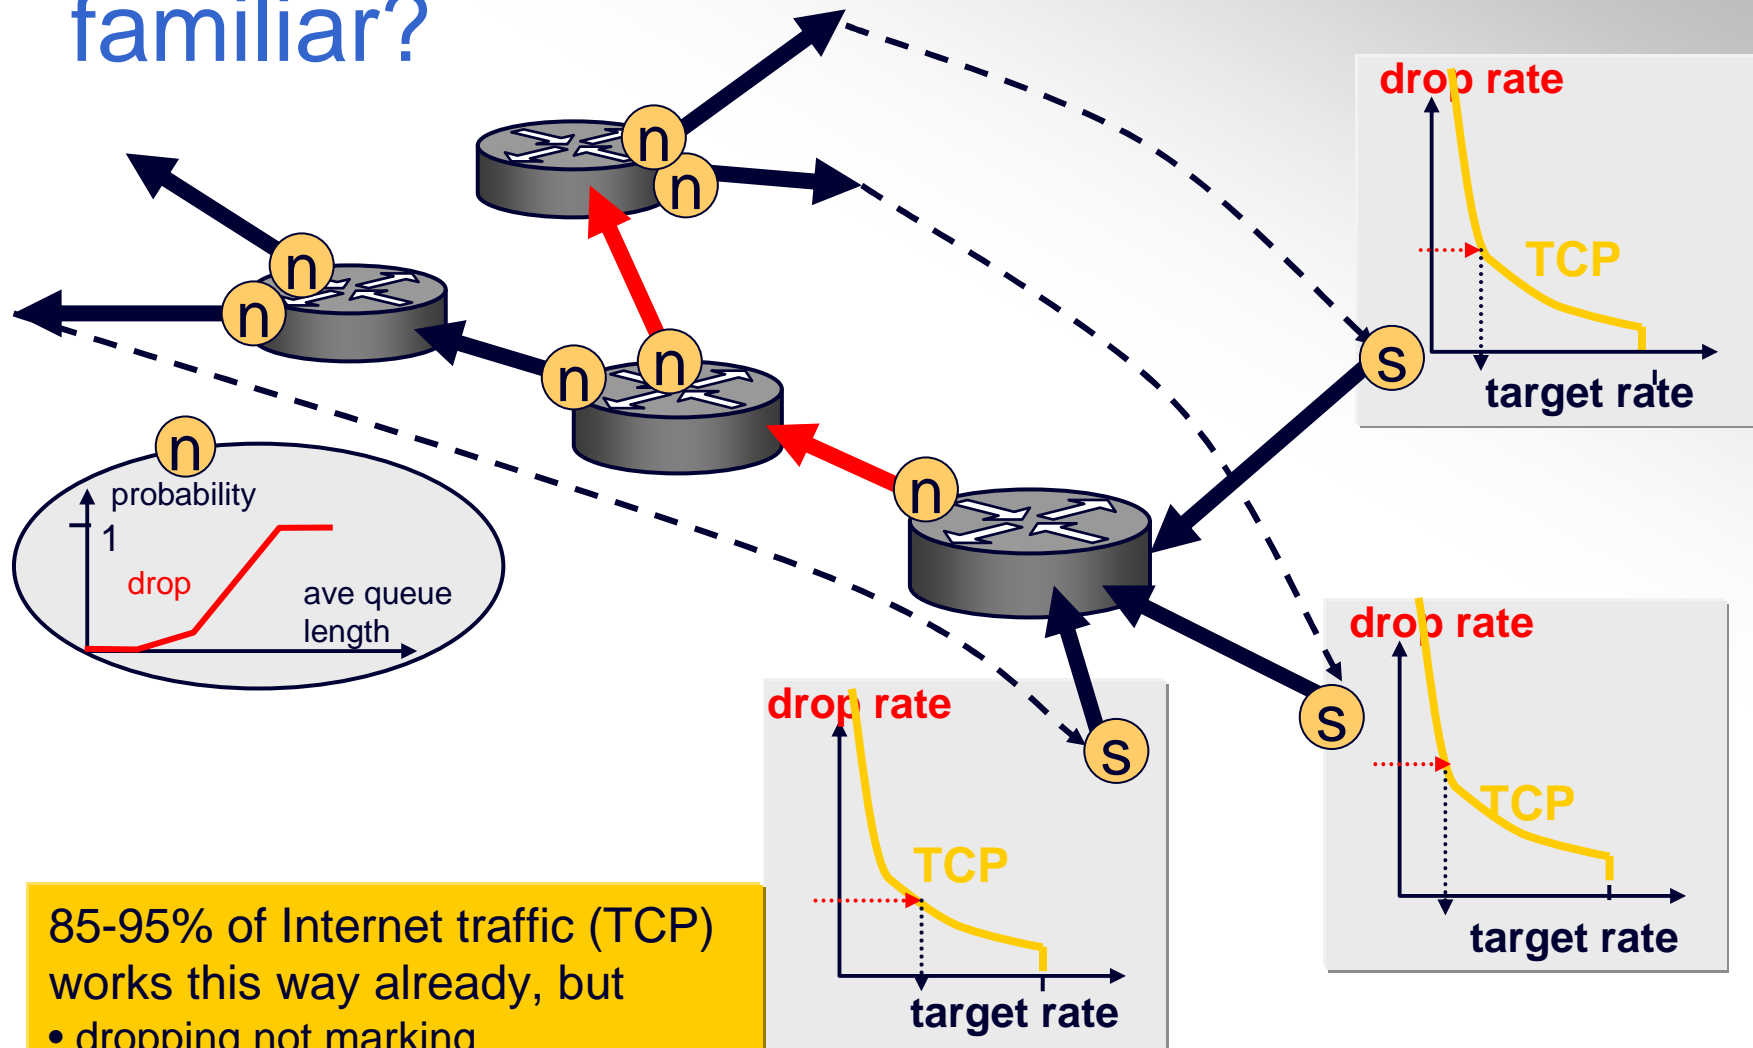 familiar?
n
n
n
n
n
n
n
s
s
s
drop rate
TCP
target rate
n
probability
1
drop
ave queue
length
drop rate
TCP
target rate
drop rate
TCP
target rate
85-95% of Internet traffic (TCP)
works this way already, but
• dropping not marking